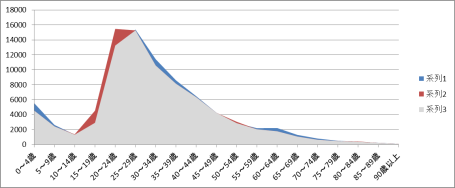 18000
16000
14000
12000
10000
8000
6000
4000
2000
0
0～4歳
5～9歳
10～14歳
15～19歳
20～24歳
25～29歳
30～34歳
35～39歳
40～44歳
45～49歳
50～54歳
55～59歳
60～64歳
65～69歳
70～74歳
75～79歳
80～84歳
85～89歳
90歳以上
系列1
系列2
系列3